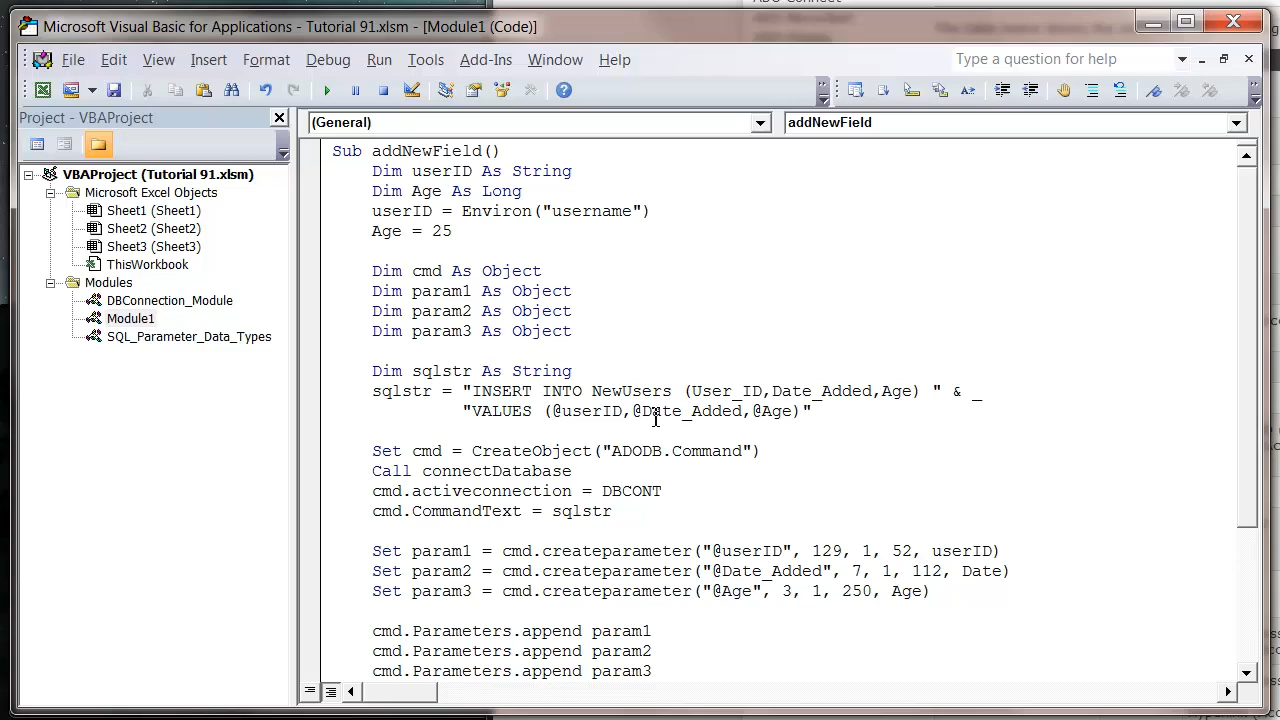 Microsoft Visual Basic for Applications - Tutorial 91.xlsm - [Module1 (Code)]
File Edit View Insert Format Debug Run Tools Add-Ins Window Help
Type a question for help
Project - VBAProject
(General)
addNewField
VBAProject (Tutorial 91.xlsm)
Microsoft Excel Objects
Sheet1 (Sheet1)
Sheet2 (Sheet2)
Sheet3 (Sheet3)
ThisWorkbook
Modules
DBConnection_Module
Module1
SQL_Parameter_Data_Types
Sub addNewField()
Dim userID As String
Dim Age As Long
userID = Environ("username")
Age = 25
Dim cmd As Object
Dim param1 As Object
Dim param2 As Object
Dim param3 As Object
Dim sqlstr As String
sqlstr = "INSERT INTO NewUsers (User_ID,Date_Added,Age) " & _
"VALUES (@userID,@Date_Added,@Age)"
Set cmd = CreateObject("ADODB.Command")
Call connectDatabase
cmd.activeconnection = DBCONT
cmd.CommandText = sqlstr
Set param1 = cmd.createparameter("@userID", 129, 1, 52, userID)
Set param2 = cmd.createparameter("@Date_Added", 7, 1, 112, Date)
Set param3 = cmd.createparameter("@Age", 3, 1, 250, Age)
cmd.Parameters.append param1
cmd.Parameters.append param2
cmd.Parameters.append param3